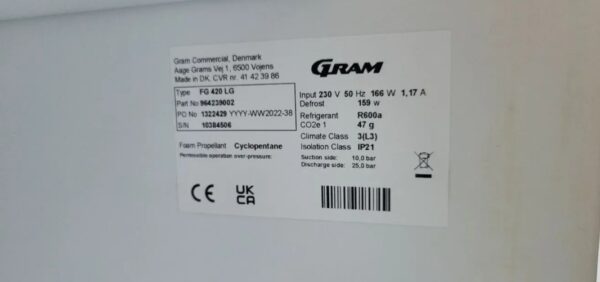 Gram Commercial, Denmark
Aage Grams Vej 1, 6500 Vojens
Made in DK, CVR nr. 41 42 39 86
GRAM
Type FG 420 LG
Part No 964239002
PO No 1322429 YYYY-WW2022-38
S/N 10384506
Foam Propellant Cyclopentane
Permissible operation over-pressure:
Input 230 V 50 Hz 166 W 1,17 A
Defrost 159 w
Refrigerant R600a
CO2e 1 47 g
Climate Class 3(L3)
Isolation Class IP21
Suction side: 10,0 bar
Discharge side: 25,0 bar
CE
UK
CA